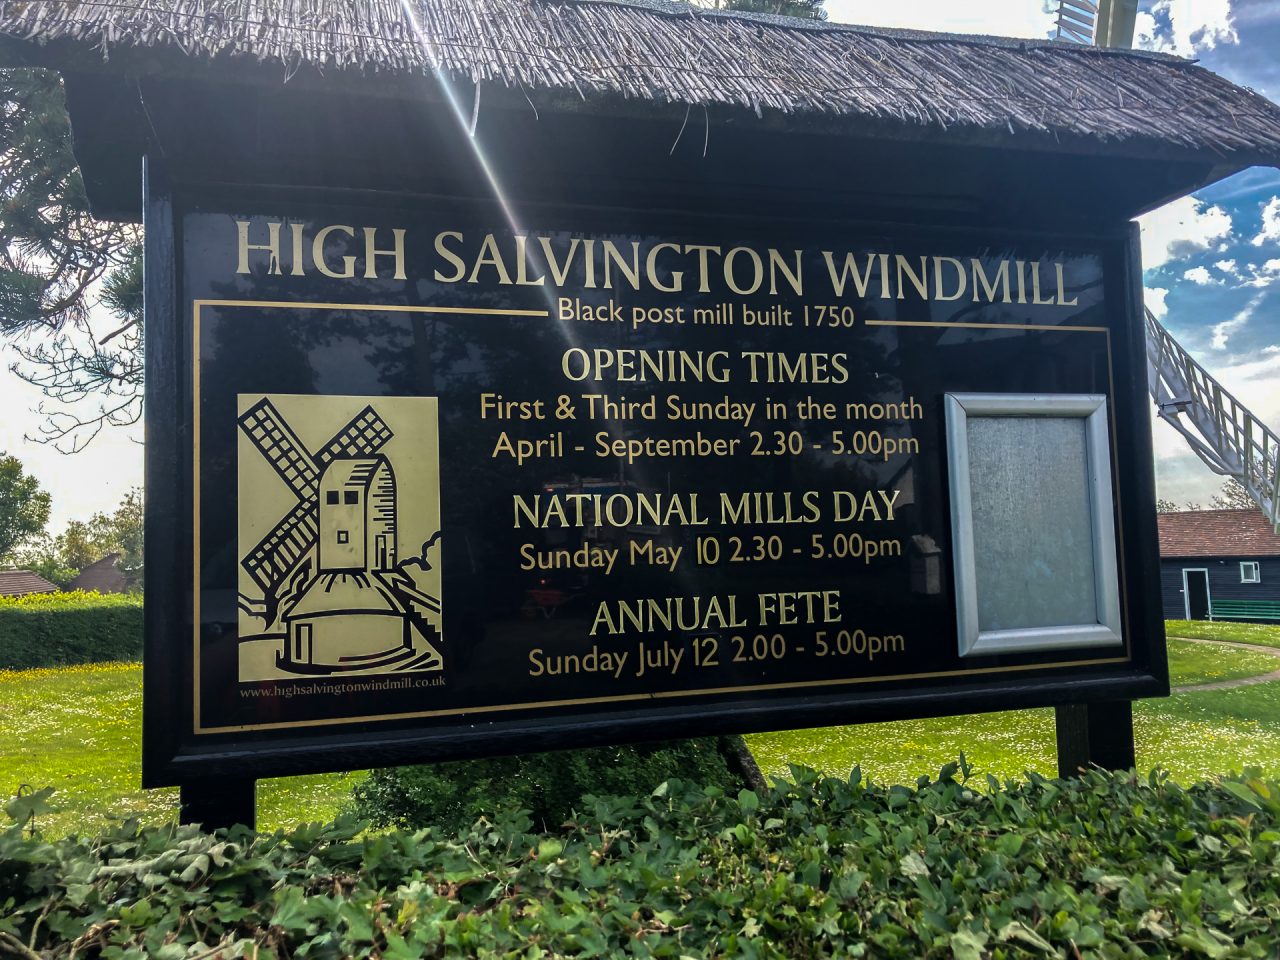 HIGH SALVINGTON WINDMILL
Black post mill built 1750
OPENING TIMES
First & Third Sunday in the month
April - September 2.30 - 5.00pm
NATIONAL MILLS DAY
Sunday May 10 2.30 - 5.00pm
ANNUAL FETE
Sunday July 12 2.00 - 5.00pm
www.highsalvingtonwindmill.co.uk